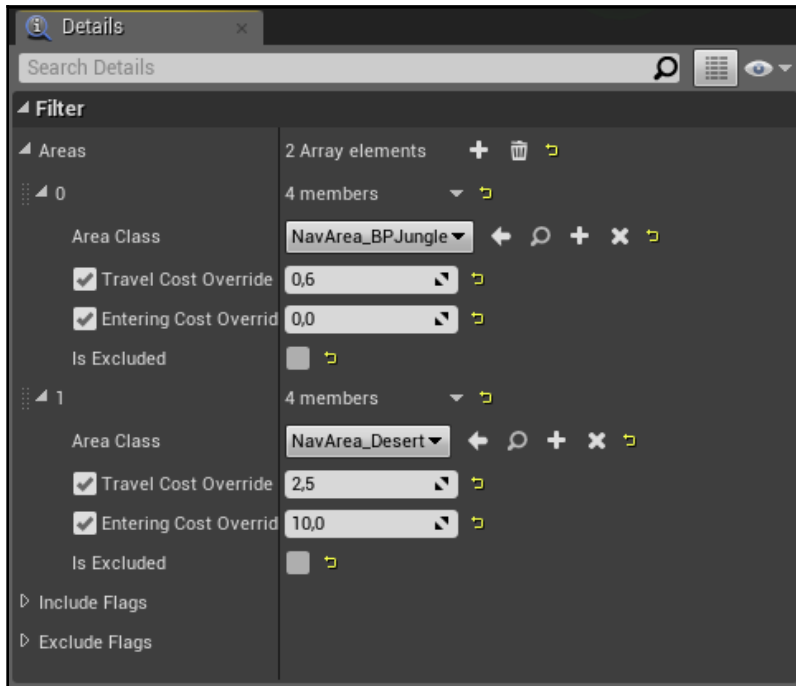 Details
Search Details
Filter
Areas 2 Array elements
0 4 members
Area Class NavArea_BPJungle
Travel Cost Override 0,6
Entering Cost Overrid 0,0
Is Excluded
1 4 members
Area Class NavArea_Desert
Travel Cost Override 2,5
Entering Cost Overrid 10,0
Is Excluded
Include Flags
Exclude Flags